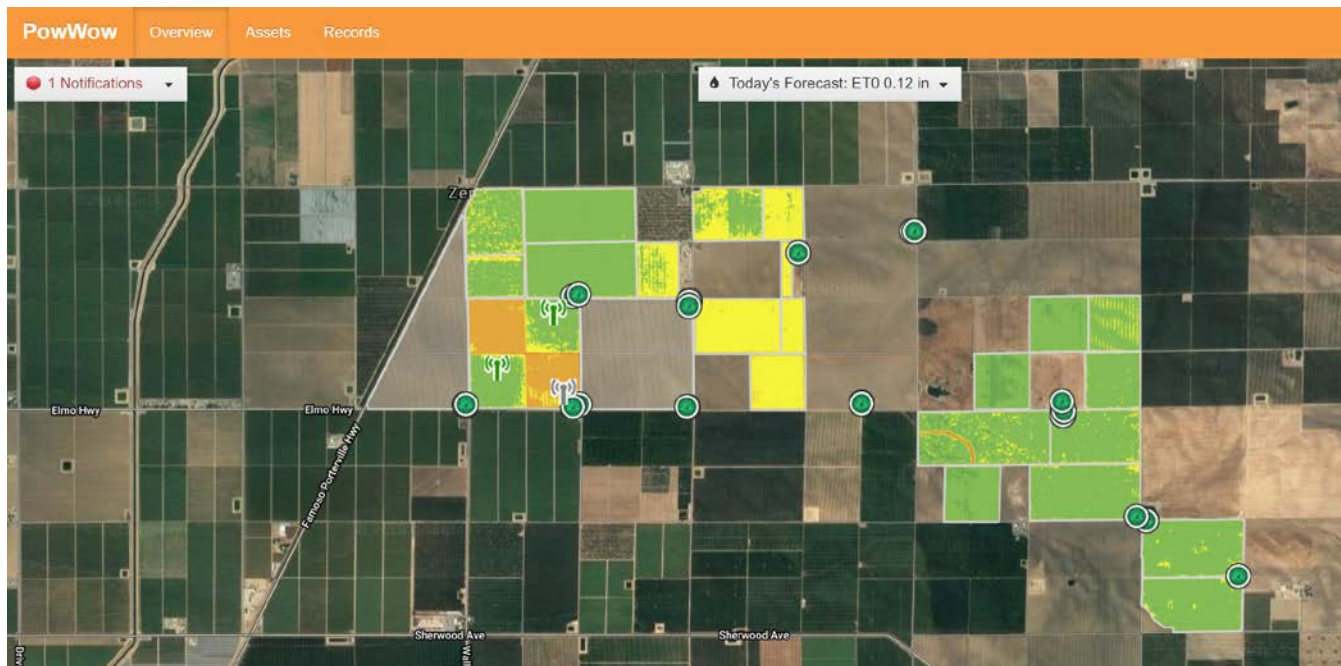 PowWow Overview Assets Records
1 Notifications
Today's Forecast: ET0 0.12 in
Elmo Hwy
Elmo Hwy
Famoso Porterville Hwy
Sherwood Ave
Sherwood Ave